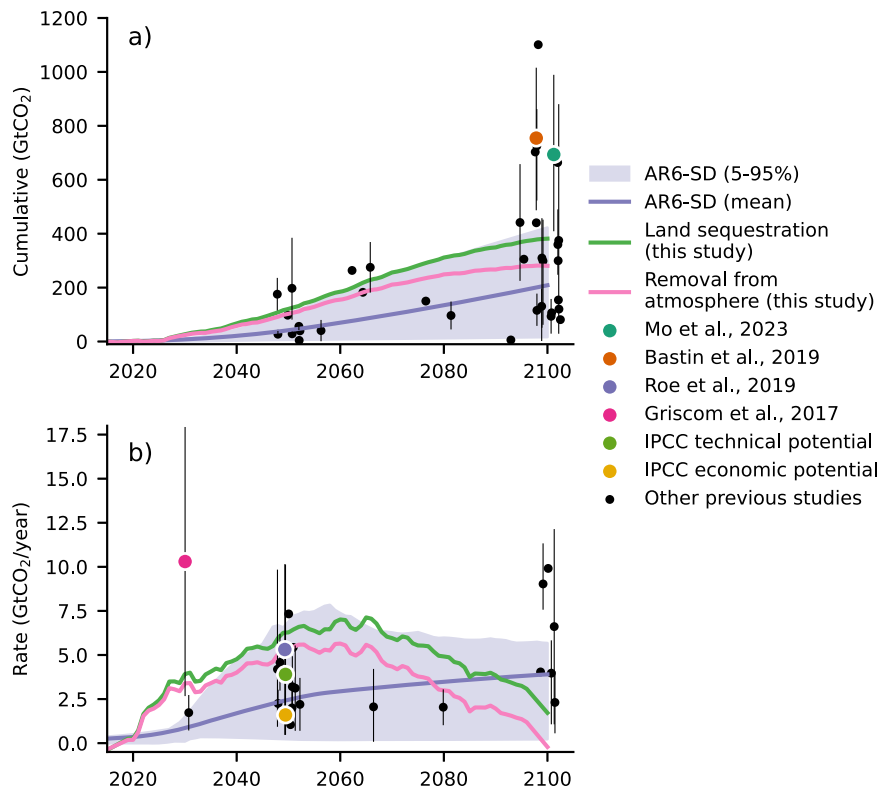 a)
1200
1000
800
600
400
200
0
Cumulative (GtCO₂)
2020 2040 2060 2080 2100
AR6-SD (5-95%)
AR6-SD (mean)
Land sequestration
(this study)
Removal from
atmosphere (this study)
Mo et al., 2023
Bastin et al., 2019
Roe et al., 2019
Griscom et al., 2017
IPCC technical potential
IPCC economic potential
Other previous studies
b)
17.5
15.0
12.5
10.0
7.5
5.0
2.5
0.0
Rate (GtCO₂/year)
2020 2040 2060 2080 2100